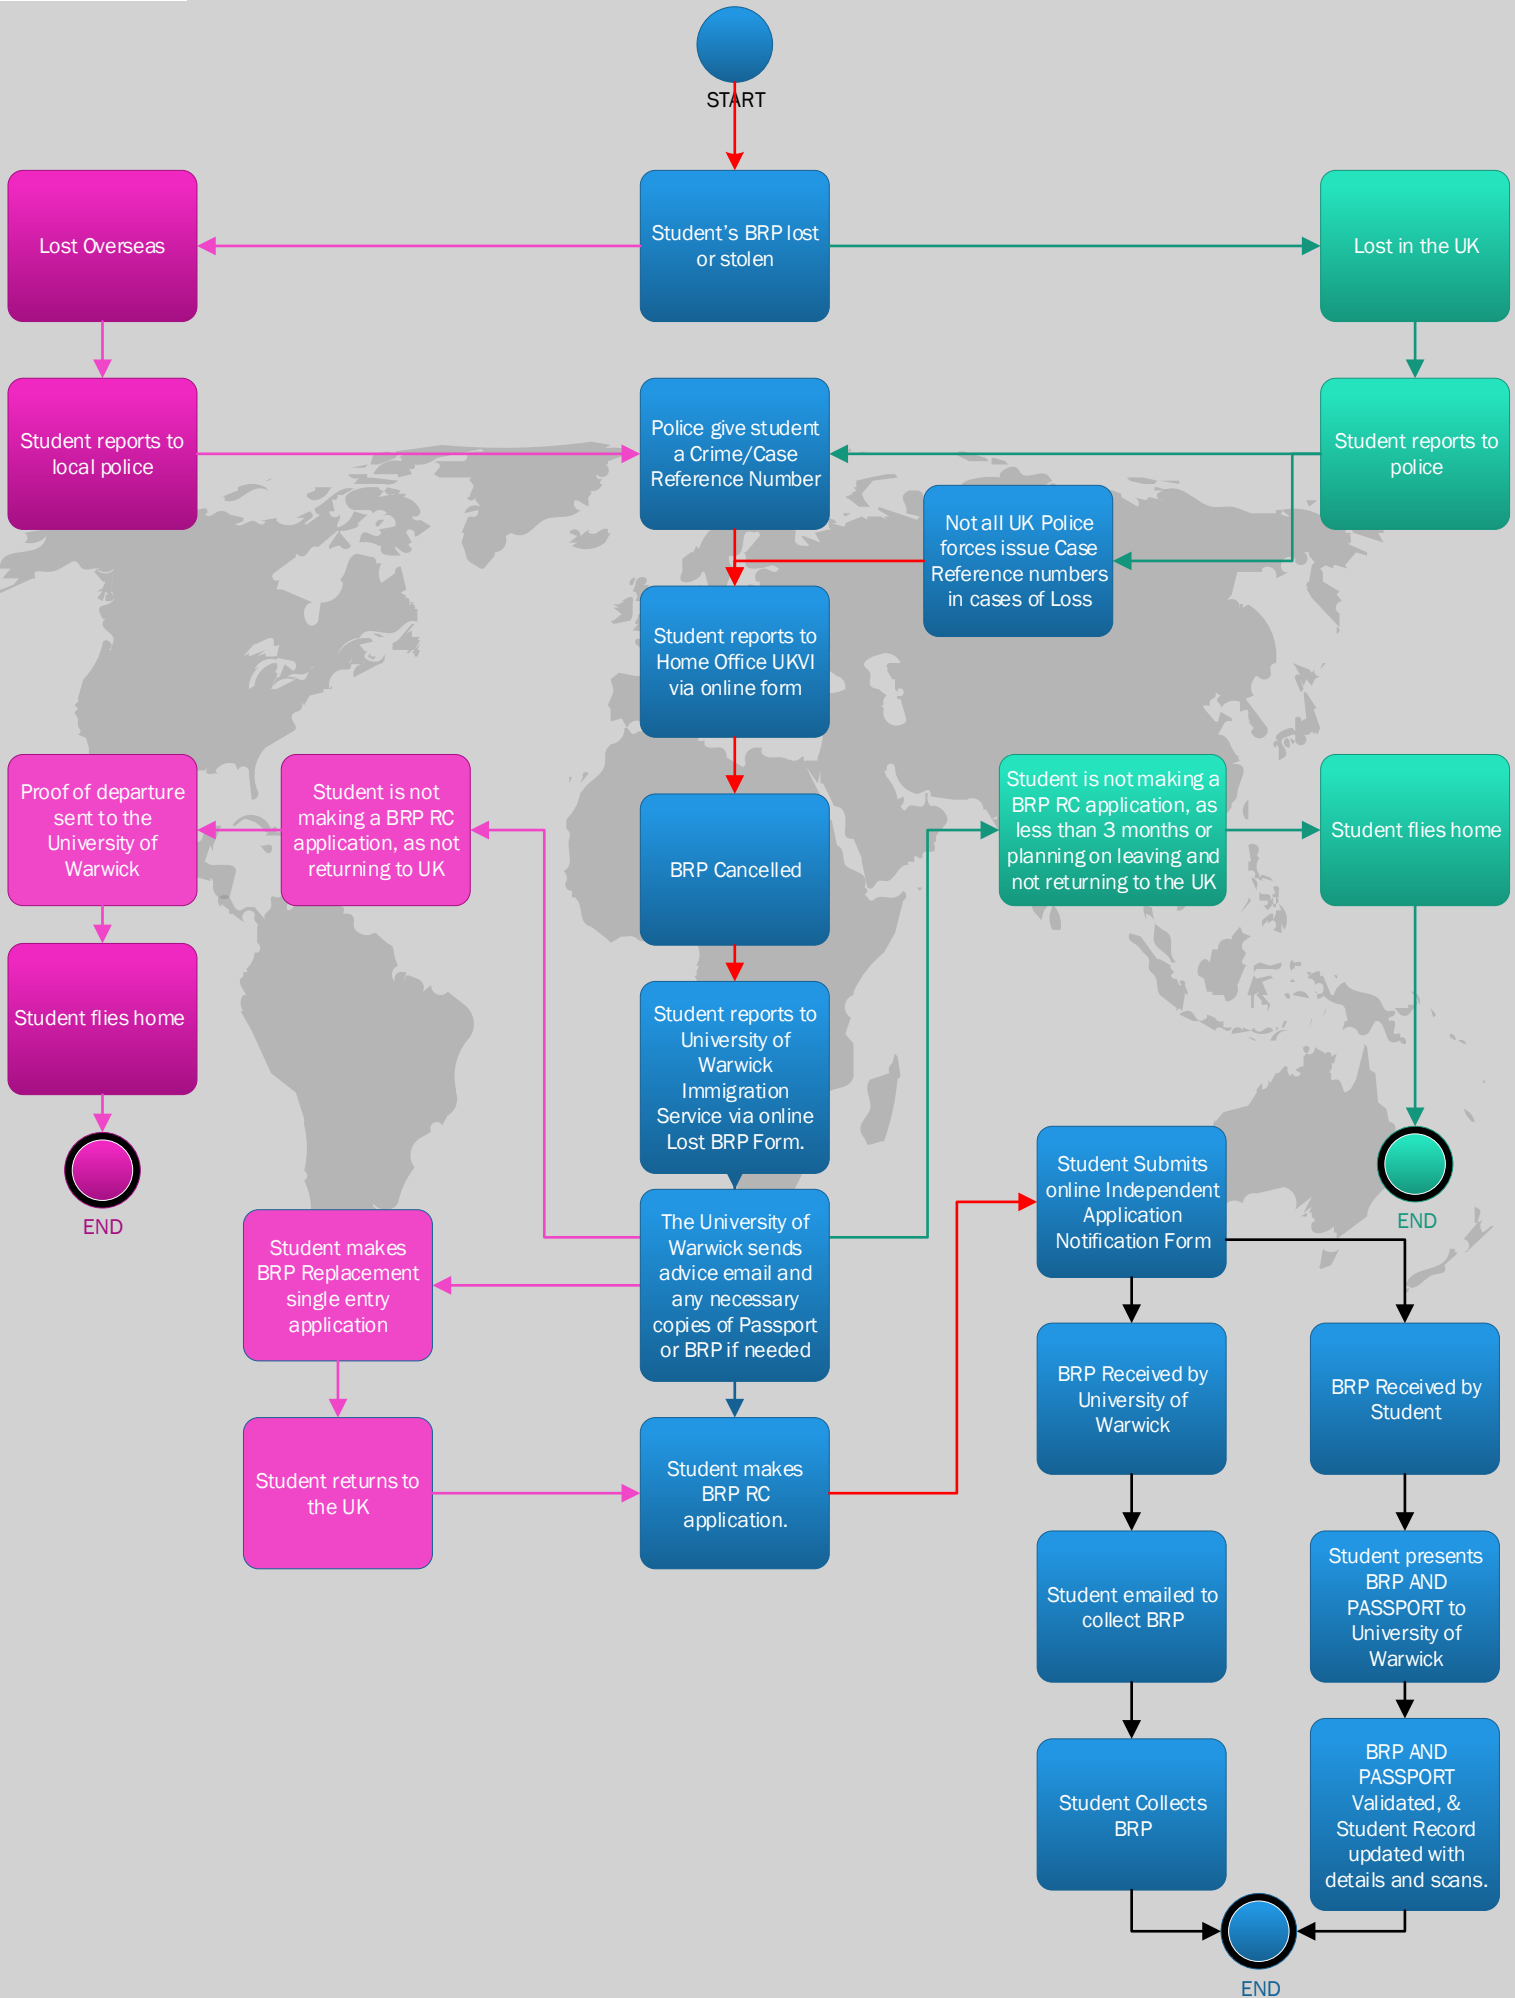 START
Lost Overseas
Student's BRP lost
or stolen
Lost in the UK
Student reports to
local police
Police give student
a Crime/Case
Reference Number
Student reports to
police
Not all UK Police
forces issue Case
Reference numbers
in cases of Loss
Student reports to
Home Office UKVI
via online form
Proof of departure
sent to the
University of
Warwick
Student is not
making a BRP RC
application, as not
returning to UK
BRP Cancelled
Student is not making a
BRP RC application, as
less than 3 months or
planning on leaving and
not returning to the UK
Student flies home
Student flies home
Student reports to
University of
Warwick
Immigration
Service via online
Lost BRP Form.
END
Student Submits
online Independent
Application
Notification Form
END
Student makes
BRP Replacement
single entry
application
The University of
Warwick sends
advice email and
any necessary
copies of Passport
or BRP if needed
BRP Received by
University of
Warwick
BRP Received by
Student
Student returns to
the UK
Student makes
BRP RC
application.
Student emailed to
collect BRP
Student presents
BRP AND
PASSPORT to
University of
Warwick
Student Collects
BRP
BRP AND
PASSPORT
Validated, &
Student Record
updated with
details and scans.
END